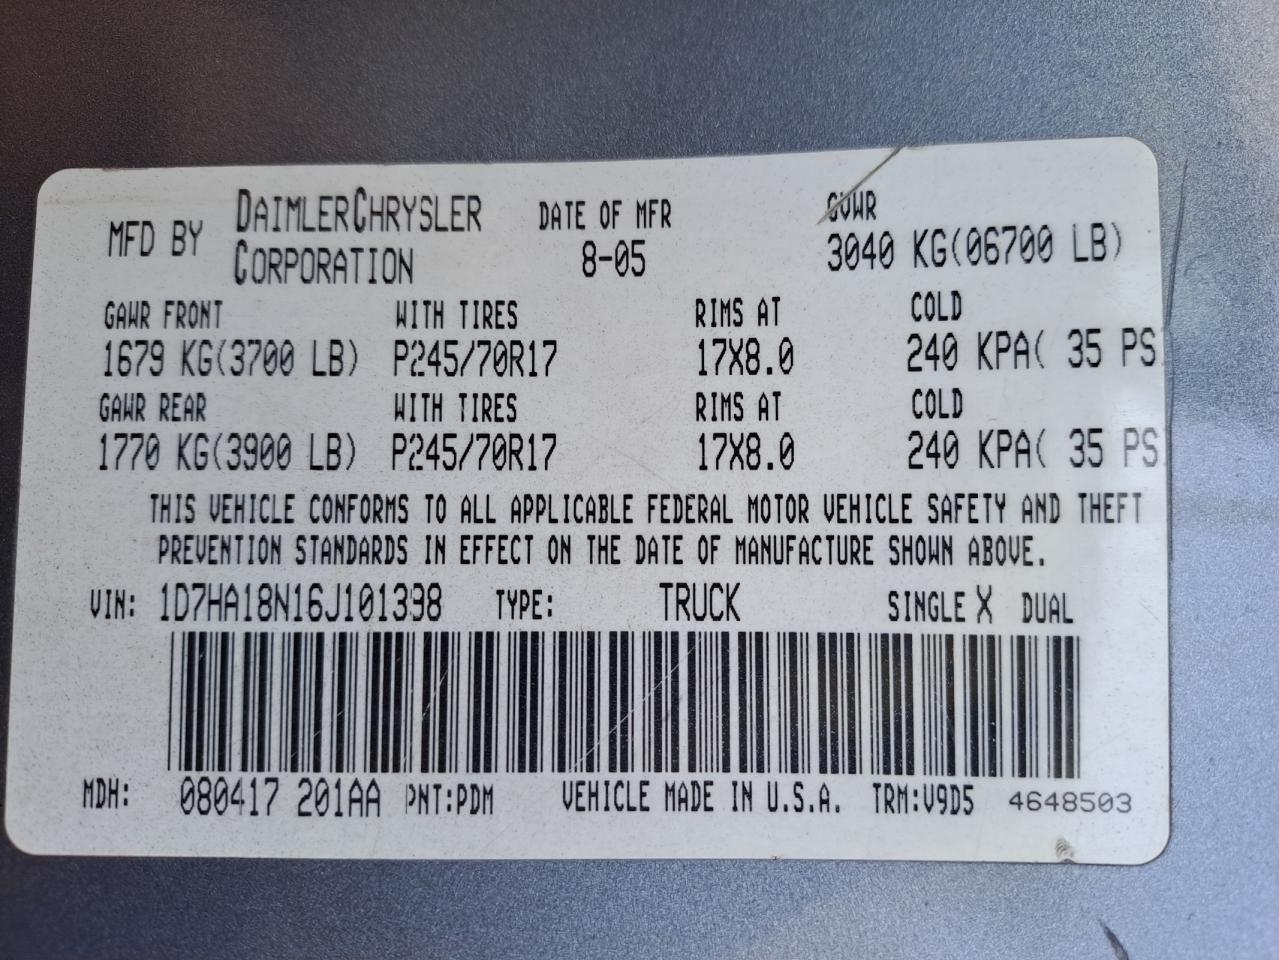 MFD BY DAIMLERCHRYSLER CORPORATION DATE OF MFR 8-05 GVWR 3040 KG(06700 LB)
GAWR FRONT WITH TIRES RIMS AT COLD
1679 KG(3700 LB) P245/70R17 17X8.0 240 KPA( 35 PS
GAWR REAR WITH TIRES RIMS AT COLD
1770 KG(3900 LB) P245/70R17 17X8.0 240 KPA( 35 PS
THIS VEHICLE CONFORMS TO ALL APPLICABLE FEDERAL MOTOR VEHICLE SAFETY AND THEFT
PREVENTION STANDARDS IN EFFECT ON THE DATE OF MANUFACTURE SHOWN ABOVE.
VIN: 1D7HA18N16J101398 TYPE: TRUCK SINGLE X DUAL
MDH: 080417 201AA PNT:PDM VEHICLE MADE IN U.S.A. TRM:V9D5 4648503